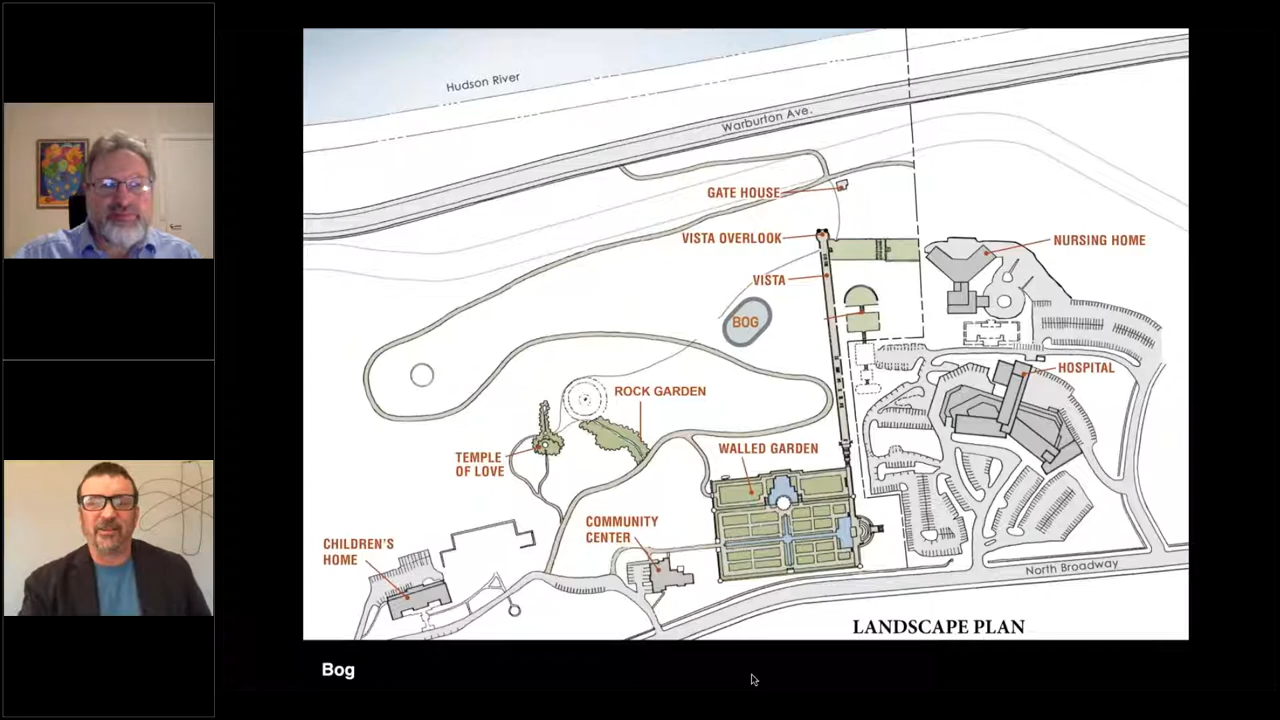 Hudson River
Warburton Ave.
GATE HOUSE
VISTA OVERLOOK
NURSING HOME
VISTA
BOG
HOSPITAL
ROCK GARDEN
WALLED GARDEN
TEMPLE
OF LOVE
COMMUNITY
CENTER
CHILDREN'S
HOME
North Broadway
LANDSCAPE PLAN
Bog